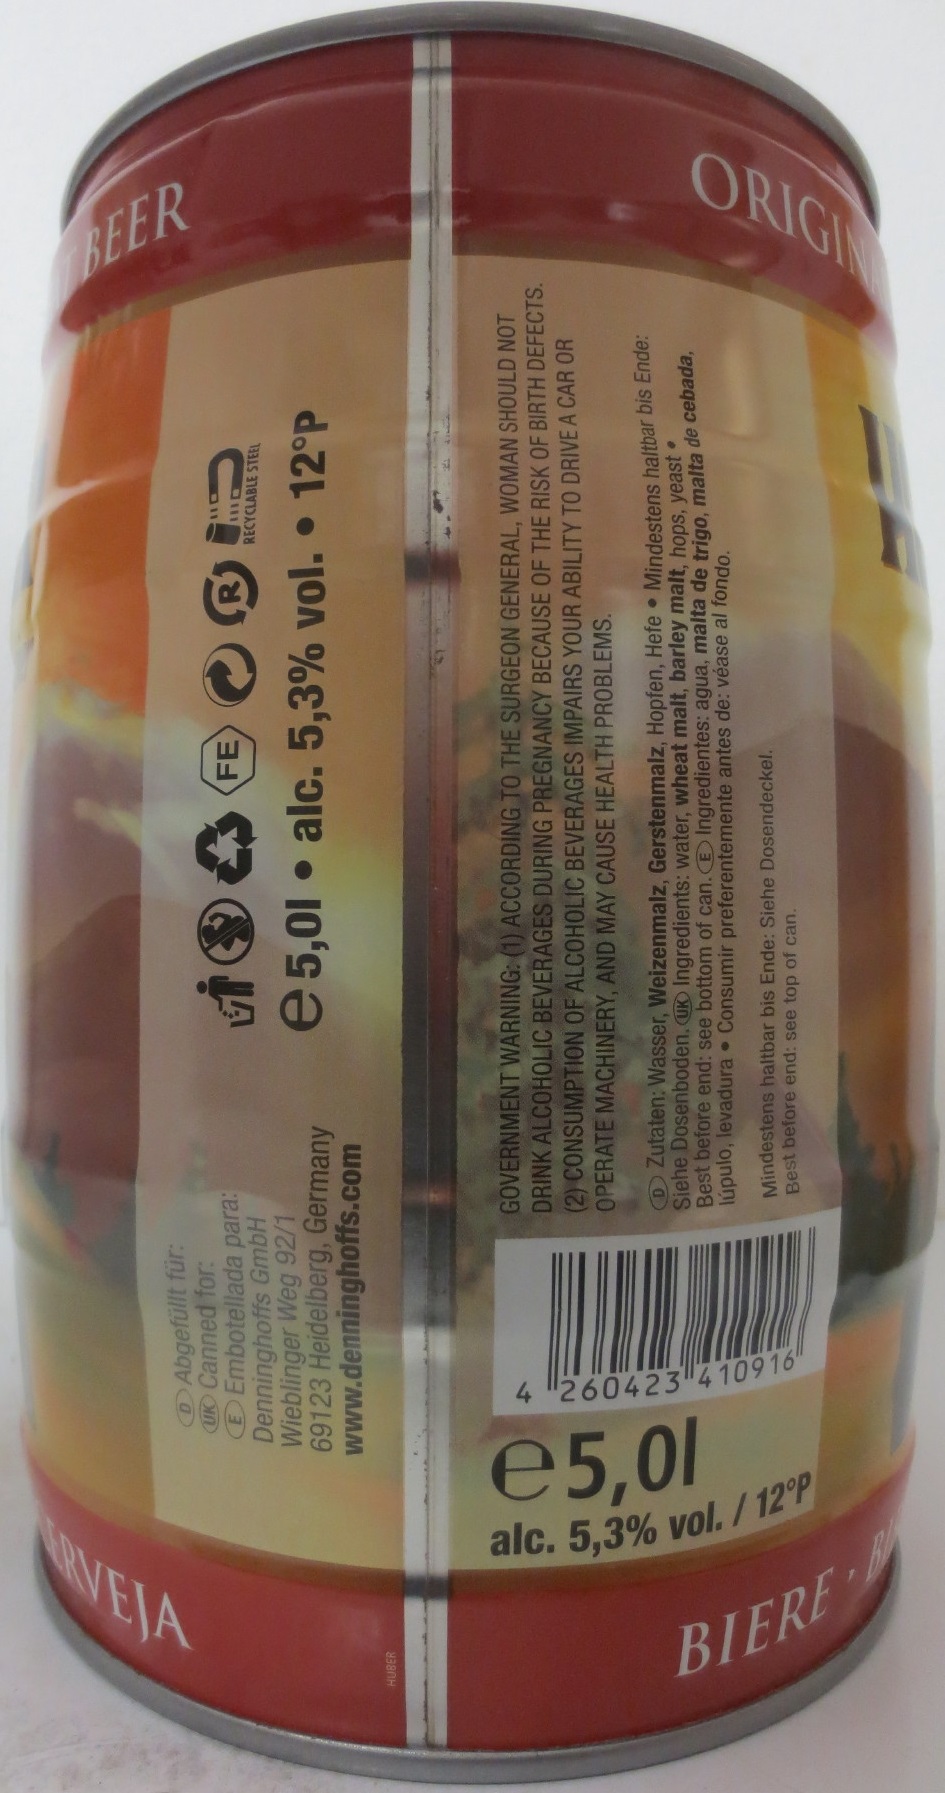 BEER
ORIGIN
RECYCLABLE STEEL
FE
R
e 5,0l • alc. 5,3% vol. • 12°P
D Abgefüllt für:
UK Canned for:
E Embotellada para:
Denninghoffs GmbH
Wieblinger Weg 92/1
69123 Heidelberg, Germany
www.denninghoffs.com
GOVERNMENT WARNING: (1) ACCORDING TO THE SURGEON GENERAL, WOMAN SHOULD NOT
DRINK ALCOHOLIC BEVERAGES DURING PREGNANCY BECAUSE OF THE RISK OF BIRTH DEFECTS.
(2) CONSUMPTION OF ALCOHOLIC BEVERAGES IMPAIRS YOUR ABILITY TO DRIVE A CAR OR
OPERATE MACHINERY, AND MAY CAUSE HEALTH PROBLEMS.
D Zutaten: Wasser, Weizenmalz, Gerstenmalz, Hopfen, Hefe • Mindestens haltbar bis Ende:
Siehe Dosenboden. UK Ingredients: water, wheat malt, barley malt, hops, yeast •
Best before end: see bottom of can. E Ingredientes: agua, malta de trigo, malta de cebada,
lúpulo, levadura • Consumir preferentemente antes de: véase al fondo.
Mindestens haltbar bis Ende: Siehe Dosendeckel.
Best before end: see top of can.
4 260423 410916
e 5,0l
alc. 5,3% vol. / 12°P
ERVEJA
HUBER
BIERE ·